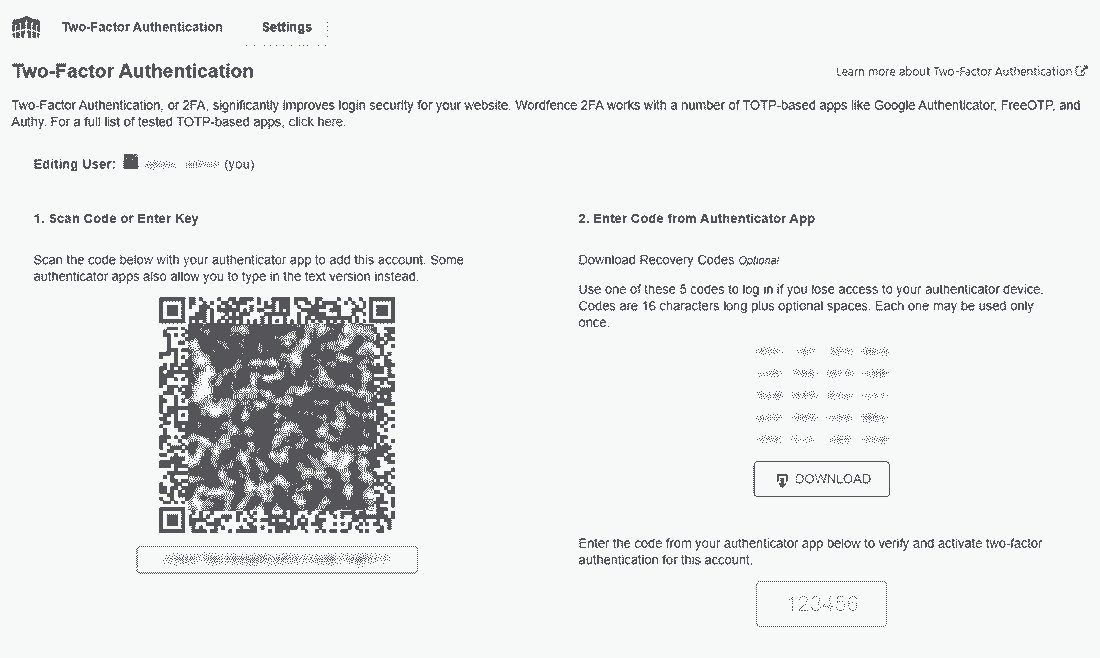 Two-Factor Authentication Settings
Two-Factor Authentication
Learn more about Two-Factor Authentication
Two-Factor Authentication, or 2FA, significantly improves login security for your website. Wordfence 2FA works with a number of TOTP-based apps like Google Authenticator, FreeOTP, and
Authy. For a full list of tested TOTP-based apps, click here.
Editing User: (you)
1. Scan Code or Enter Key
Scan the code below with your authenticator app to add this account. Some
authenticator apps also allow you to type in the text version instead.
2. Enter Code from Authenticator App
Download Recovery Codes Optional
Use one of these 5 codes to log in if you lose access to your authenticator device.
Codes are 16 characters long plus optional spaces. Each one may be used only
once.
DOWNLOAD
Enter the code from your authenticator app below to verify and activate two-factor
authentication for this account.
123456